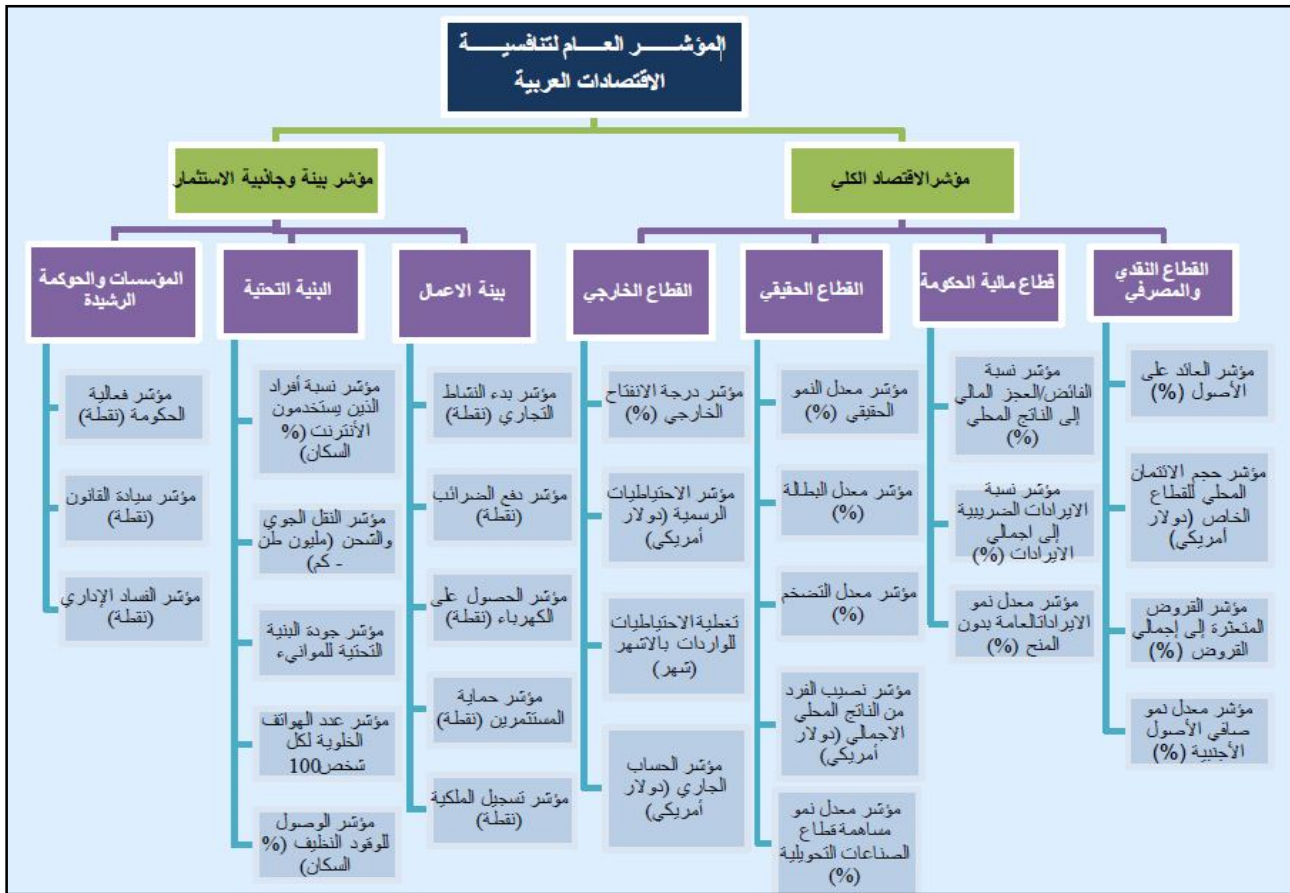 المؤشـــــر العـــام لتنافسيـــــة
الاقتصادات العربية
مؤشرالاقتصاد الكلي
مؤشر بيئة وجاذبية الاستثمار
القطاع النقدي
والمصرفي
مؤشر العائد على
الأصول (%)
مؤشر حجم الائتمان
المحلي للقطاع
الخاص (دولار
أمريكي)
مؤشر القروض
المتعثرة إلى إجمالي
القروض (%)
مؤشر معدل نمو
صافي الأصول
الأجنبية (%)
قطاع مالية الحكومة
مؤشر نسبة
الفائض/العجز المالي
إلى الناتج المحلي
(%)
مؤشر نسبة
الايرادات الضريبية
إلى اجمالي
الايرادات (%)
مؤشر معدل نمو
الايراداتالعامة بدون
المنح (%)
القطاع الحقيقي
مؤشر معدل النمو
الحقيقي (%)
مؤشر معدل البطالة
(%)
مؤشر معدل التضخم
(%)
مؤشر نصيب الفرد
من الناتج المحلي
الاجمالي (دولار
أمريكي)
مؤشر معدل نمو
مساهمة قطاع
الصناعات التحويلية
(%)
القطاع الخارجي
مؤشر درجة الانفتاح
الخارجي (%)
مؤشر الاحتياطيات
الرسمية (دولار
أمريكي)
تغطية الاحتياطيات
للواردات بالاشهر
(شهر)
مؤشر الحساب
الجاري (دولار
أمريكي)
بيئة الاعمال
مؤشر بدء النشاط
التجاري (نقطة)
مؤشر دفع الضرائب
(نقطة)
مؤشر الحصول على
الكهرباء (نقطة)
مؤشر حماية
المستثمرين (نقطة)
مؤشر تسجيل الملكية
(نقطة)
البنية التحتية
مؤشر نسبة أفراد
الذين يستخدمون
الأنترنت (%
السكان)
مؤشر النقل الجوي
والشحن (مليون طن
- كم)
مؤشر جودة البنية
التحتية للموانيء
مؤشر عدد الهواتف
الخلوية لكل
100شخص
مؤشر الوصول
للوقود النظيف (%
السكان)
المؤسسات والحوكمة
الرشيدة
مؤشر فعالية
الحكومة (نقطة)
مؤشر سيادة القانون
(نقطة)
مؤشر الفساد الإداري
(نقطة)